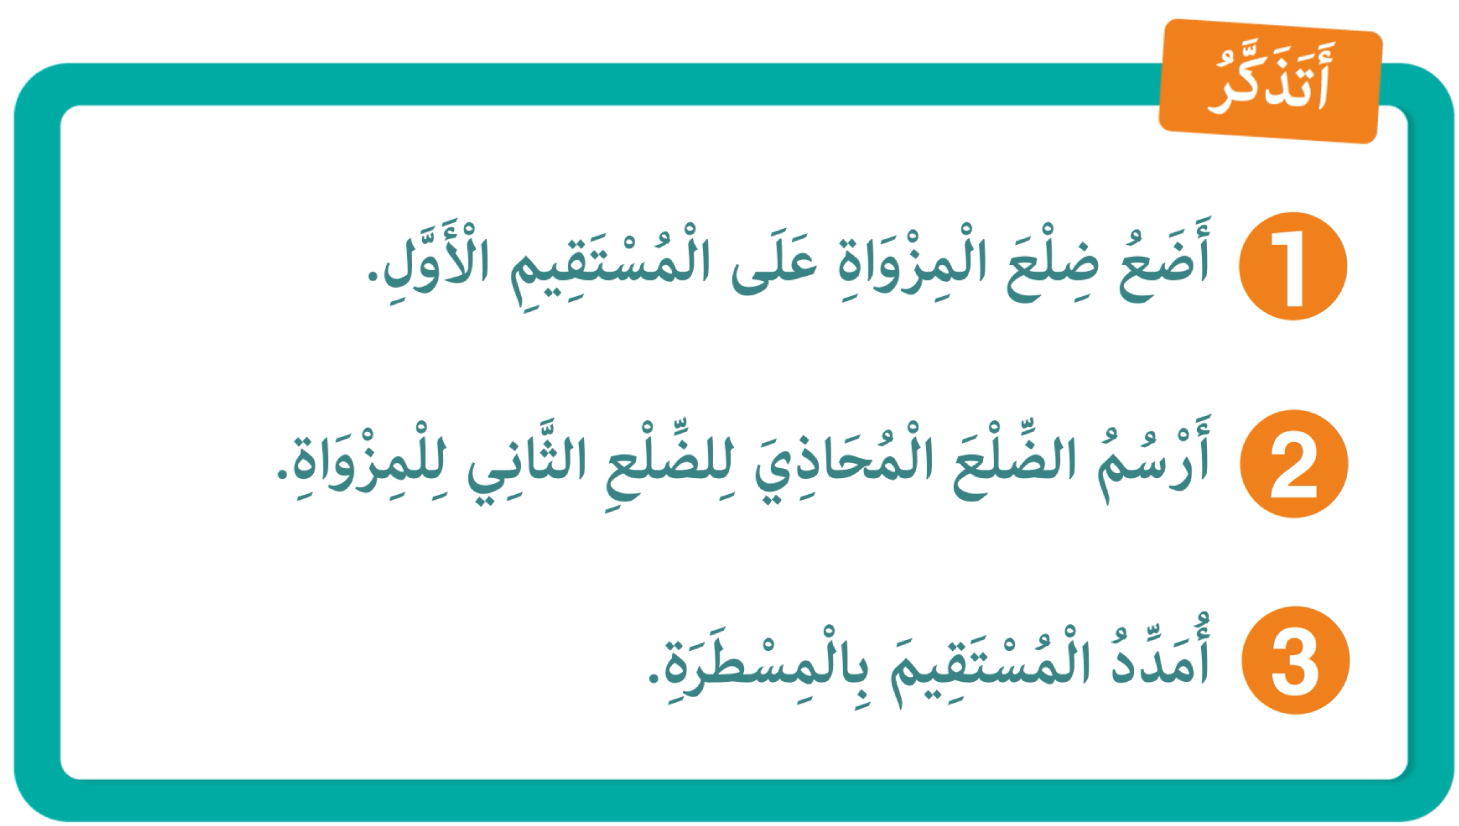 أَتَذَكَّرُ
1 أَضَعُ ضِلْعَ الْمِزْوَاةِ عَلَى الْمُسْتَقِيمِ الْأَوَّلِ.
2 أَرْسُمُ الضِّلْعَ الْمُحَاذِيَ لِلضِّلْعِ الثَّانِي لِلْمِزْوَاةِ.
3 أُمَدِّدُ الْمُسْتَقِيمَ بِالْمِسْطَرَةِ.